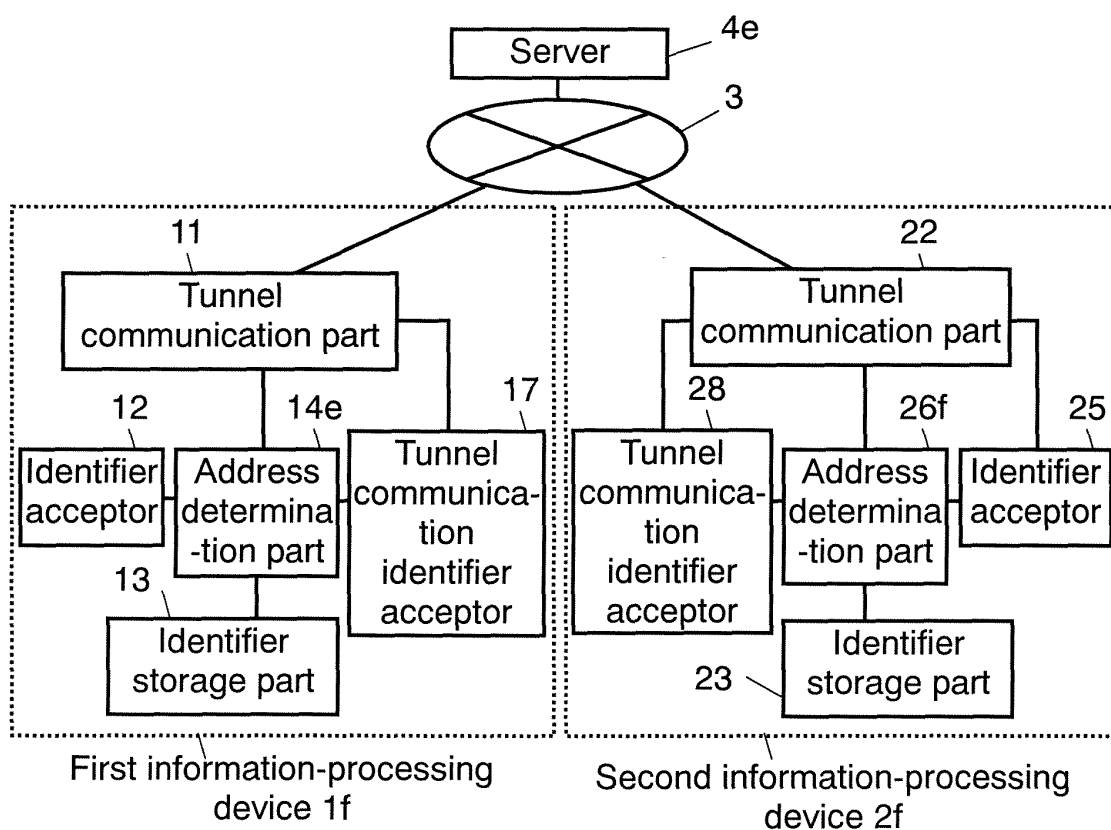 4e
Server
3
11
Tunnel
communication part
22
Tunnel
communication part
12
14e
17
Identifier
acceptor
Address
determina
-tion part
Tunnel
communica-
tion
identifier
acceptor
13
Identifier
storage part
28
26f
25
Tunnel
communica-
tion
identifier
acceptor
Address
determina
-tion part
Identifier
acceptor
23
Identifier
storage part
First information-processing
device 1f
Second information-processing
device 2f